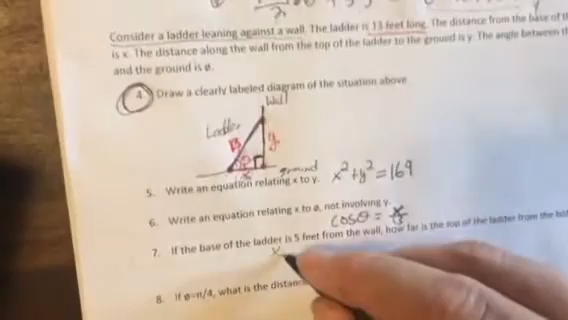 Consider a ladder leaning against a wall. The ladder is 13 feet long. The distance from the base of
is x. The distance along the wall from the top of the ladder to the ground is y. The angle between
and the ground is ø.
4. Draw a clearly labeled diagram of the situation above
Wall
Ladder
13
y
θ
x
ground
5. Write an equation relating x to y. x²+y²=169
6. Write an equation relating x to ø, not involving y.
cosθ = x/13
7. If the base of the ladder is 5 feet from the wall, how far is the top of the ladder from the
x
8. If ø=π/4, what is the